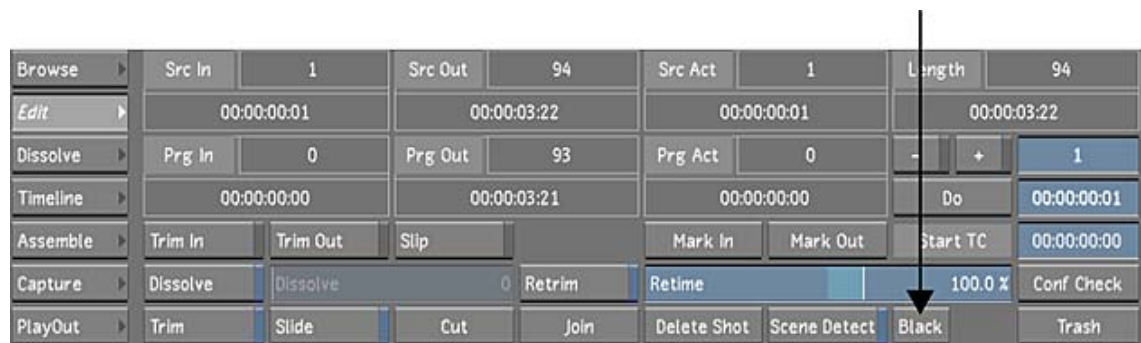 Browse Src In 1 Src Out 94 Src Act 1 Length 94
Edit 00:00:00:01 00:00:03:22 00:00:00:01 00:00:03:22
Dissolve Prg In 0 Prg Out 93 Prg Act 0 - + 1
Timeline 00:00:00:00 00:00:03:21 00:00:00:00 Do 00:00:00:01
Assemble Trim In Trim Out Slip Mark In Mark Out Start TC 00:00:00:00
Capture Dissolve Dissolve 0 Retrim Retime 100.0 % Conf Check
PlayOut Trim Slide Cut Join Delete Shot Scene Detect Black Trash